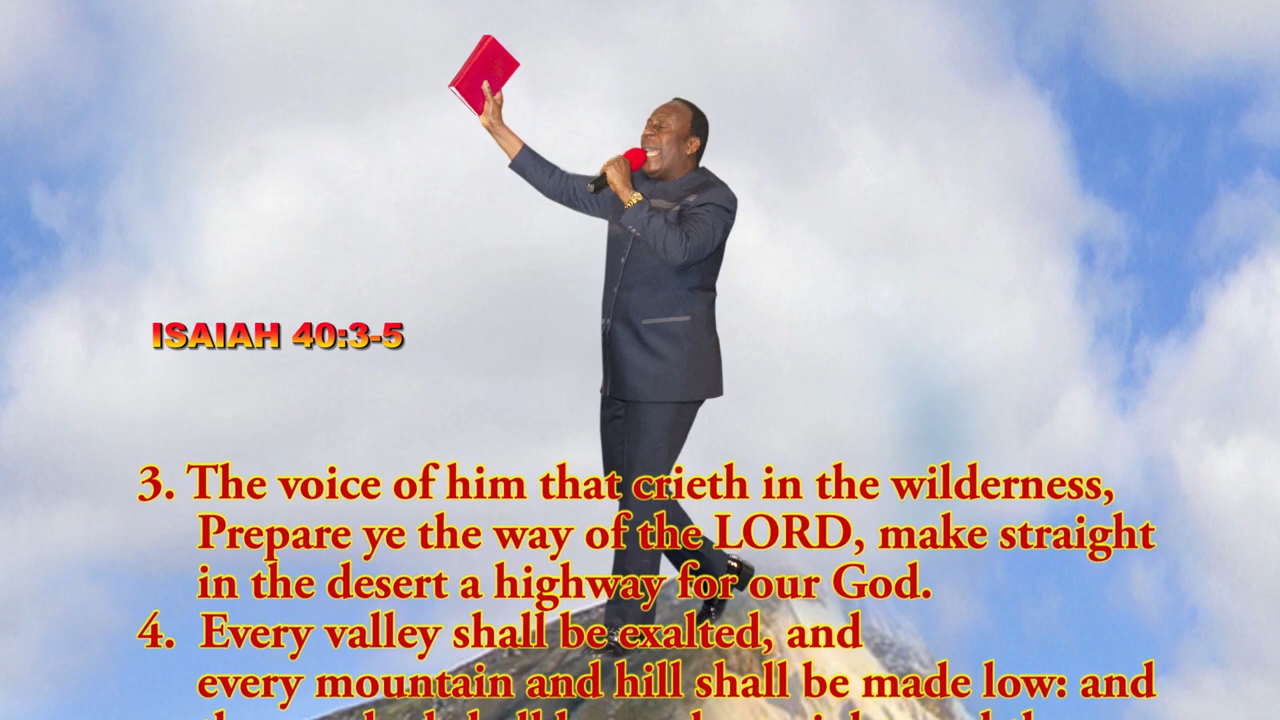 ISAIAH 40:3-5
3. The voice of him that crieth in the wilderness,
Prepare ye the way of the LORD, make straight
in the desert a highway for our God.
4. Every valley shall be exalted, and
every mountain and hill shall be made low: and